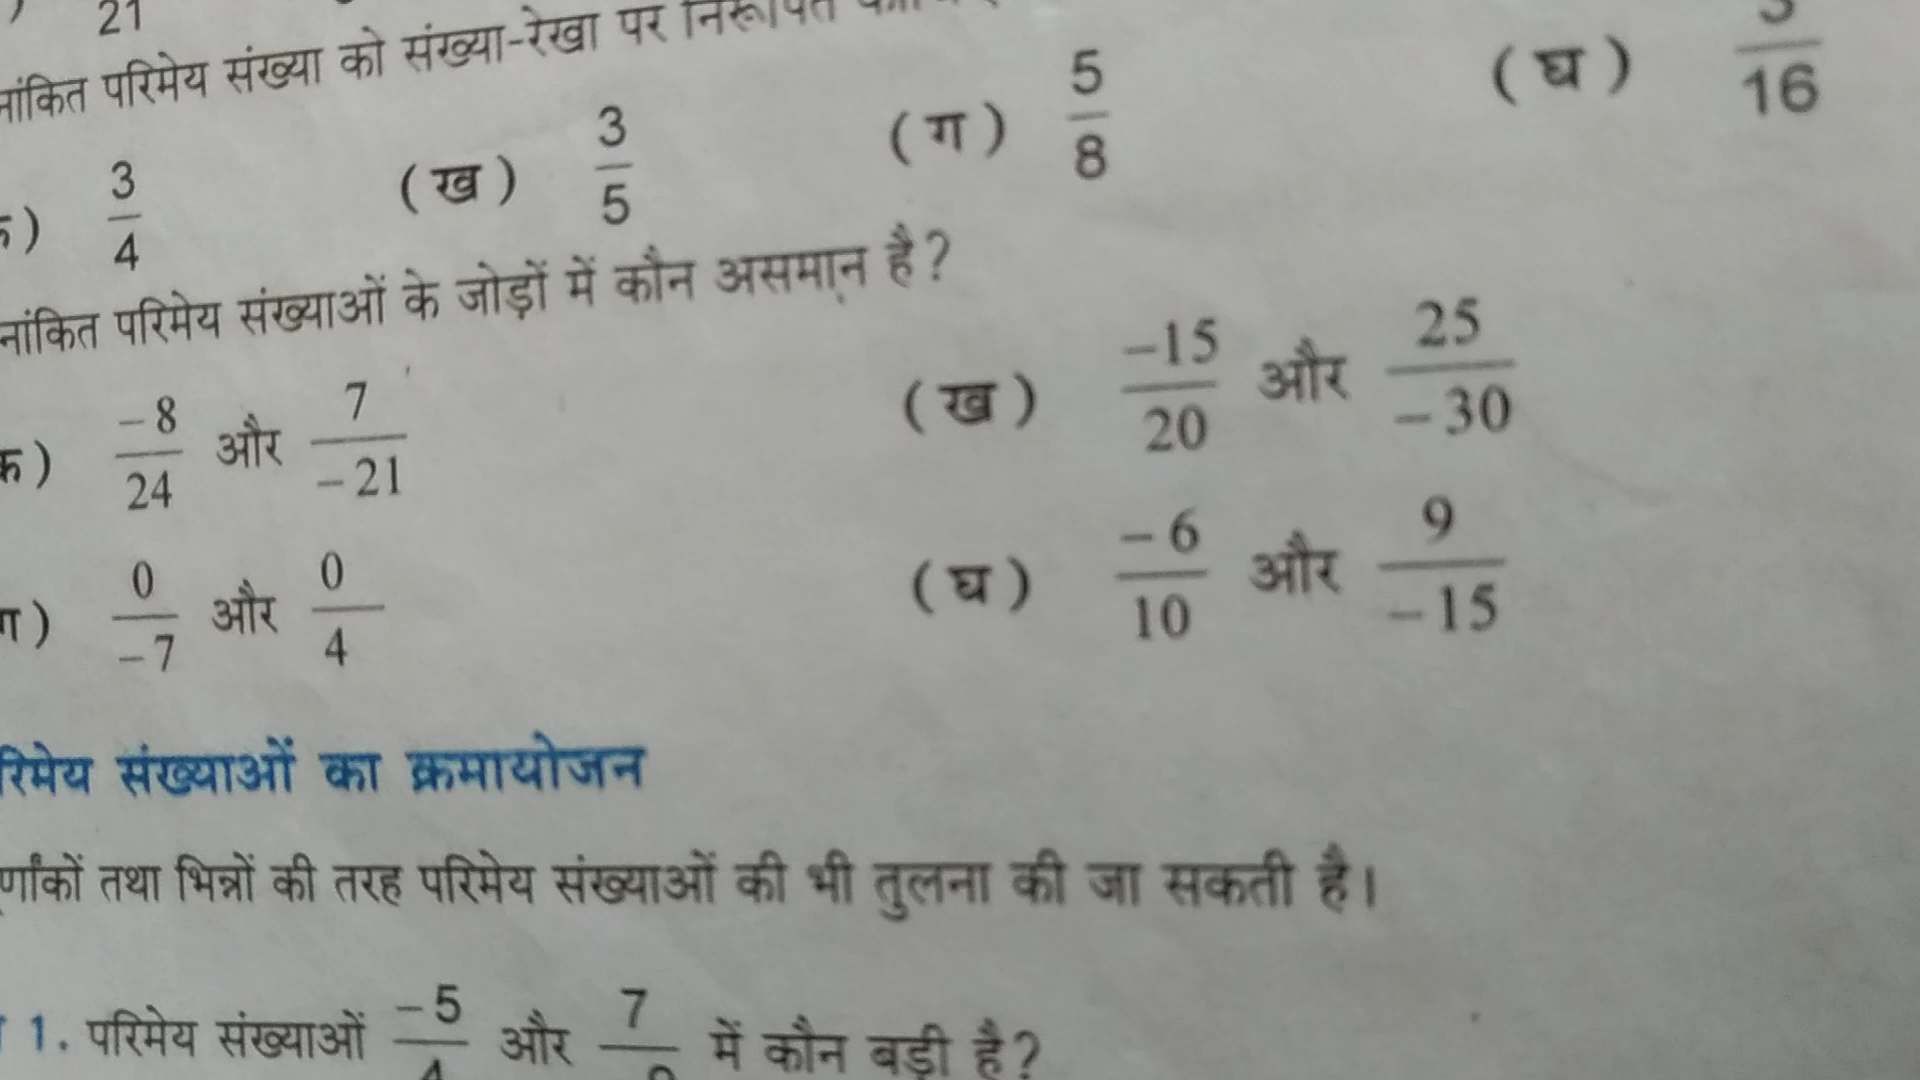 21
परिमेय संख्या को संख्या-रेखा पर
3/4 (ख) 3/5 (ग) 5/8 (घ) /16
परिमेय संख्याओं के जोड़ों में कौन असमान है?
-8/24 और 7/-21 (ख) -15/20 और 25/-30
0/-7 और 0/4 (घ) -6/10 और 9/-15
संख्याओं का क्रमायोजन
तथा भिन्नों की तरह परिमेय संख्याओं की भी तुलना की जा सकती है।
1. परिमेय संख्याओं -5/4 और 7/ में कौन बड़ी है?